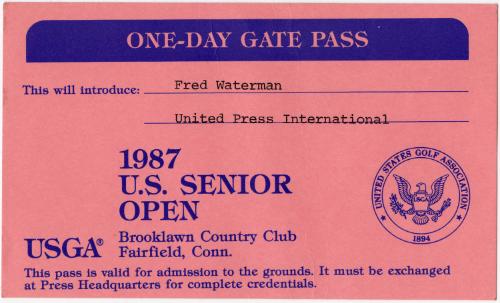 ONE-DAY GATE PASS
This will introduce: Fred Waterman
United Press International
1987
U.S. SENIOR
OPEN
UNITED STATES GOLF ASSOCIATION
USGA
1894
USGA® Brooklawn Country Club
Fairfield, Conn.
This pass is valid for admission to the grounds. It must be exchanged
at Press Headquarters for complete credentials.